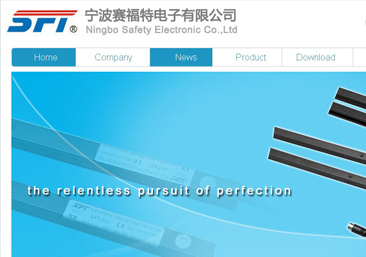 SFT® 宁波赛福特电子有限公司
Ningbo Safety Electronic Co.,Ltd
Home Company News Product Download
the relentless pursuit of perfection